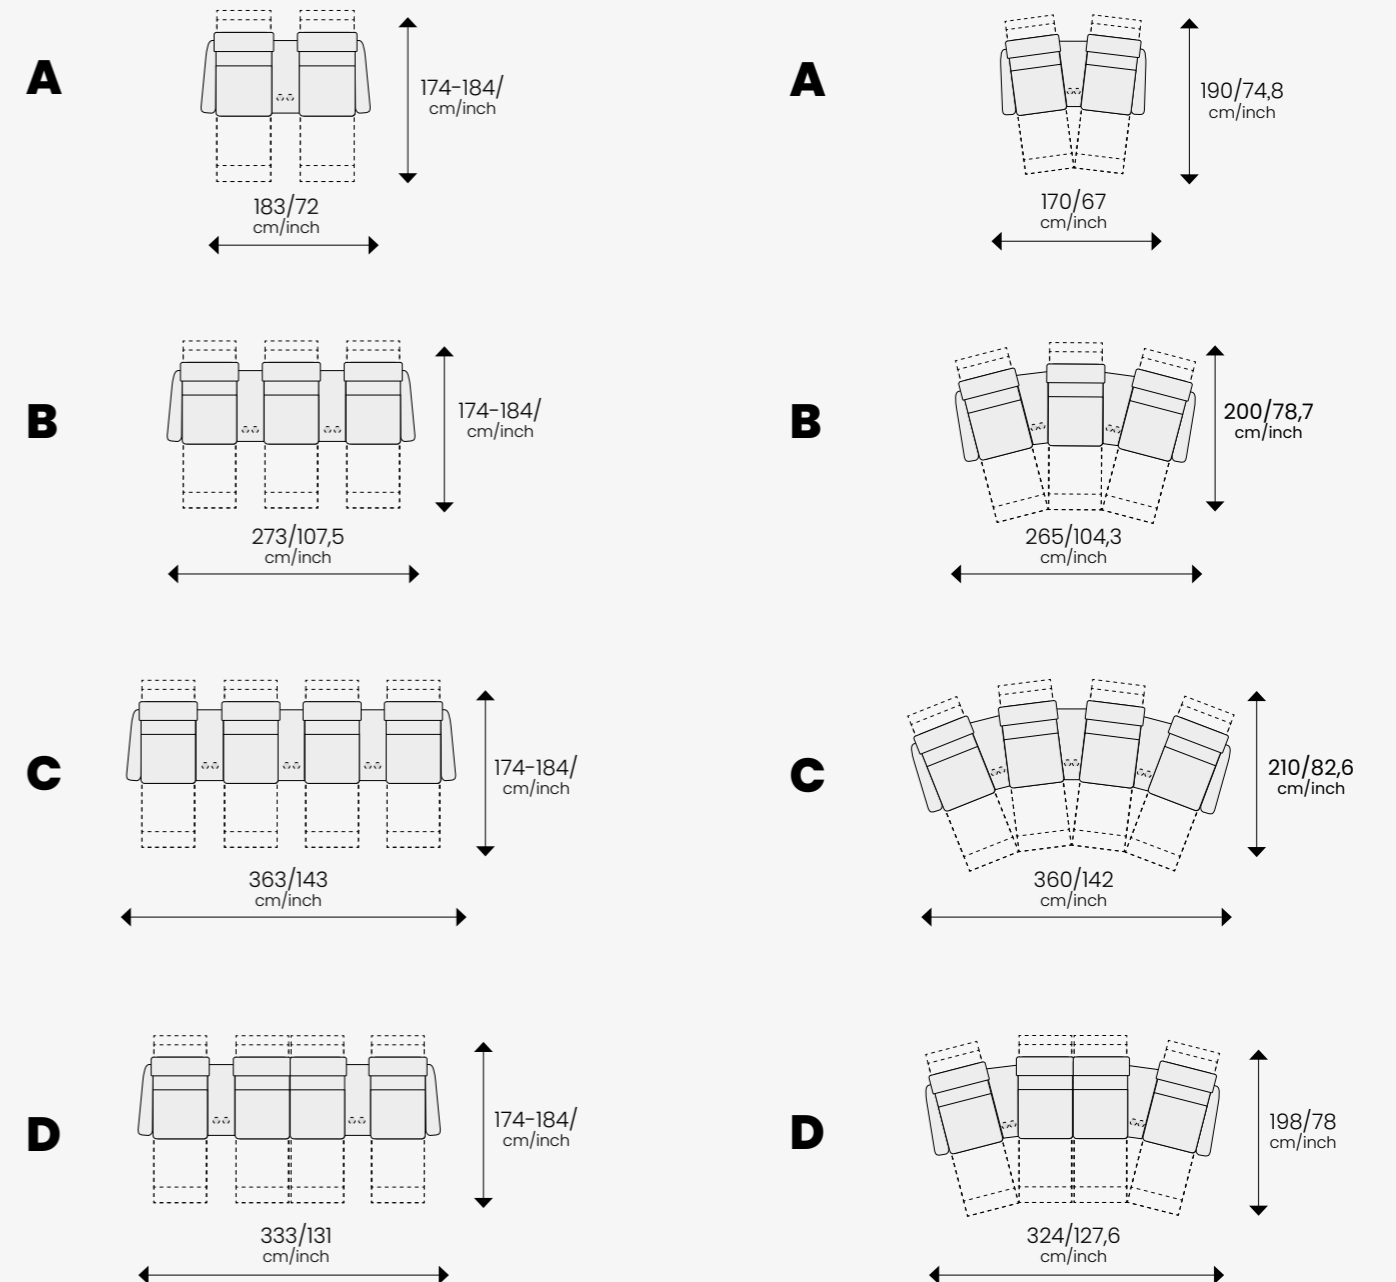 A
174-184/
cm/inch
183/72
cm/inch
A
190/74,8
cm/inch
170/67
cm/inch
B
174-184/
cm/inch
273/107,5
cm/inch
B
200/78,7
cm/inch
265/104,3
cm/inch
C
174-184/
cm/inch
363/143
cm/inch
C
210/82,6
cm/inch
360/142
cm/inch
D
174-184/
cm/inch
333/131
cm/inch
D
198/78
cm/inch
324/127,6
cm/inch